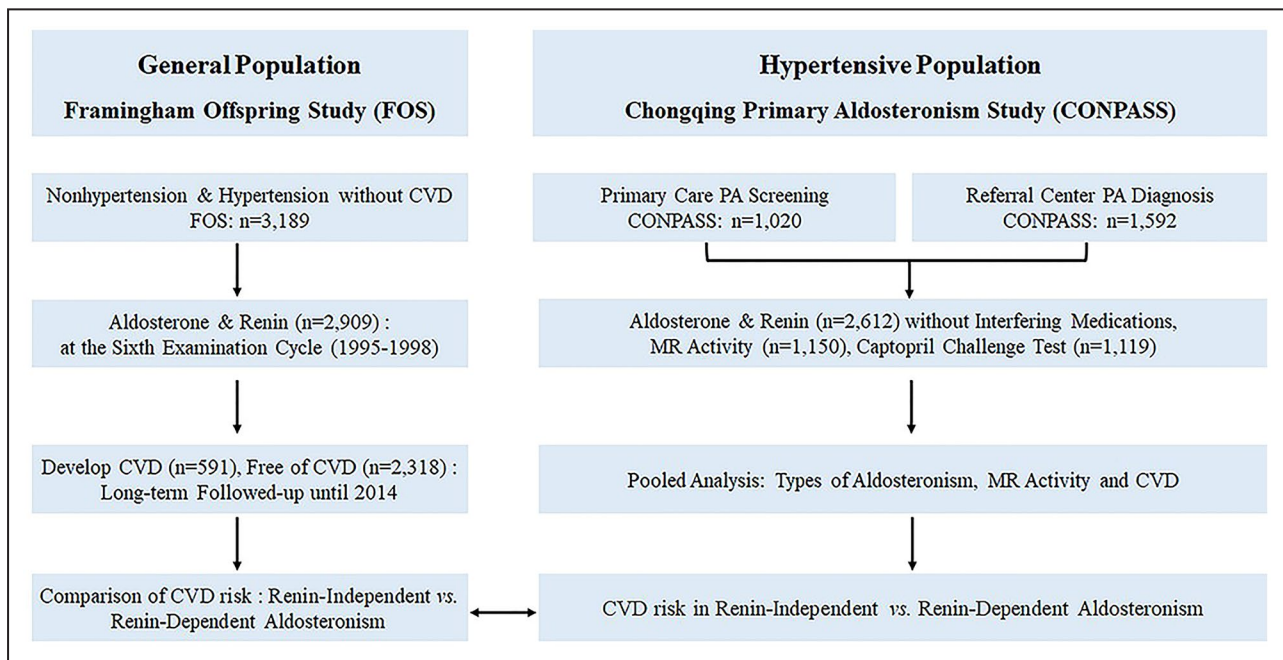 General Population
Framingham Offspring Study (FOS)
Nonhypertension & Hypertension without CVD
FOS: n=3,189
Aldosterone & Renin (n=2,909) :
at the Sixth Examination Cycle (1995-1998)
Develop CVD (n=591), Free of CVD (n=2,318) :
Long-term Followed-up until 2014
Comparison of CVD risk : Renin-Independent vs.
Renin-Dependent Aldosteronism
Hypertensive Population
Chongqing Primary Aldosteronism Study (CONPASS)
Primary Care PA Screening
CONPASS: n=1,020
Referral Center PA Diagnosis
CONPASS: n=1,592
Aldosterone & Renin (n=2,612) without Interfering Medications,
MR Activity (n=1,150), Captopril Challenge Test (n=1,119)
Pooled Analysis: Types of Aldosteronism, MR Activity and CVD
CVD risk in Renin-Independent vs. Renin-Dependent Aldosteronism